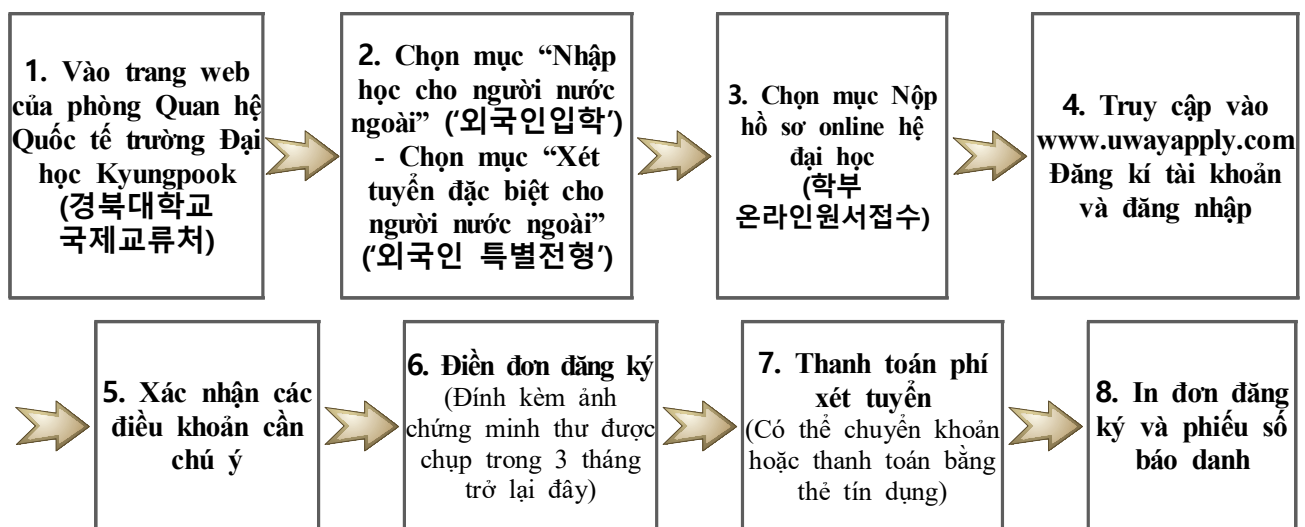 1. Vào trang web
của phòng Quan hệ
Quốc tế trường Đại
học Kyungpook
(경북대학교
국제교류처)
2. Chọn mục “Nhập
học cho người nước
ngoài” (‘외국인입학’)
- Chọn mục “Xét
tuyển đặc biệt cho
người nước ngoài”
(‘외국인 특별전형’)
3. Chọn mục Nộp
hồ sơ online hệ
đại học
(학부
온라인원서접수)
4. Truy cập vào
www.uwayapply.com
Đăng kí tài khoản
và đăng nhập
5. Xác nhận các
điều khoản cần
chú ý
6. Điền đơn đăng ký
(Đính kèm ảnh
chứng minh thư được
chụp trong 3 tháng
trở lại đây)
7. Thanh toán phí
xét tuyển
(Có thể chuyển khoản
hoặc thanh toán bằng
thẻ tín dụng)
8. In đơn đăng
ký và phiếu số
báo danh